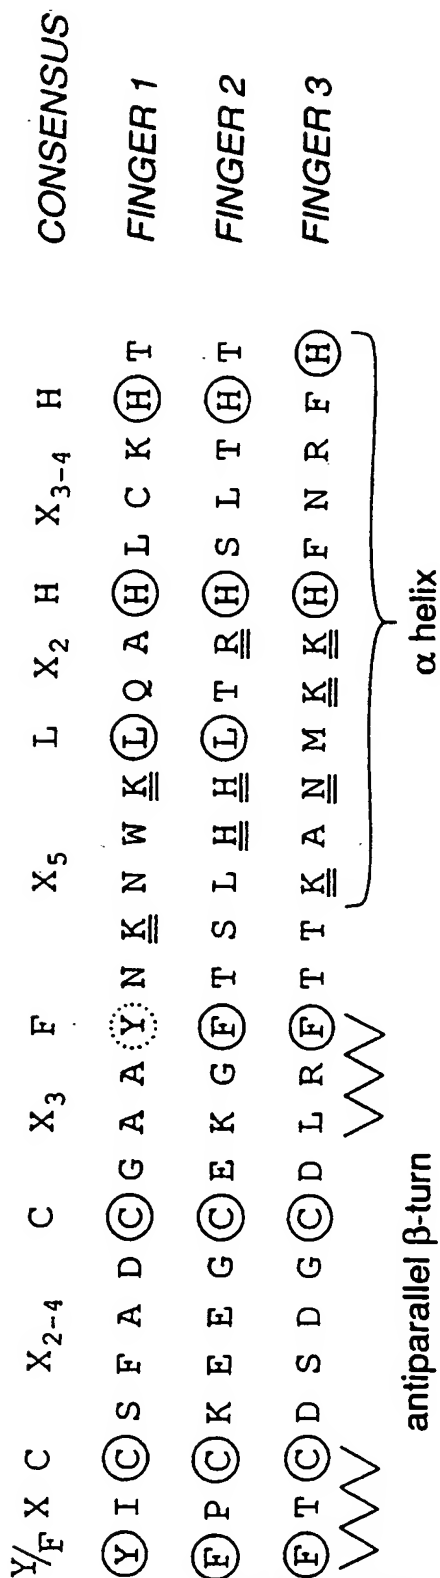 Y/F X C X₂₋₄ C X₃ F X₅ L X₂ H X₃₋₄ H CONSENSUS
Y I C S F A D C G A A Y N K N W K L Q A H L C K H T FINGER 1
F P C K E E G C E K G F T S L H H L T R H S L T H T FINGER 2
F T C D S D G C D L R F T T K A N M K K H F N R F H FINGER 3
antiparallel β-turn α helix